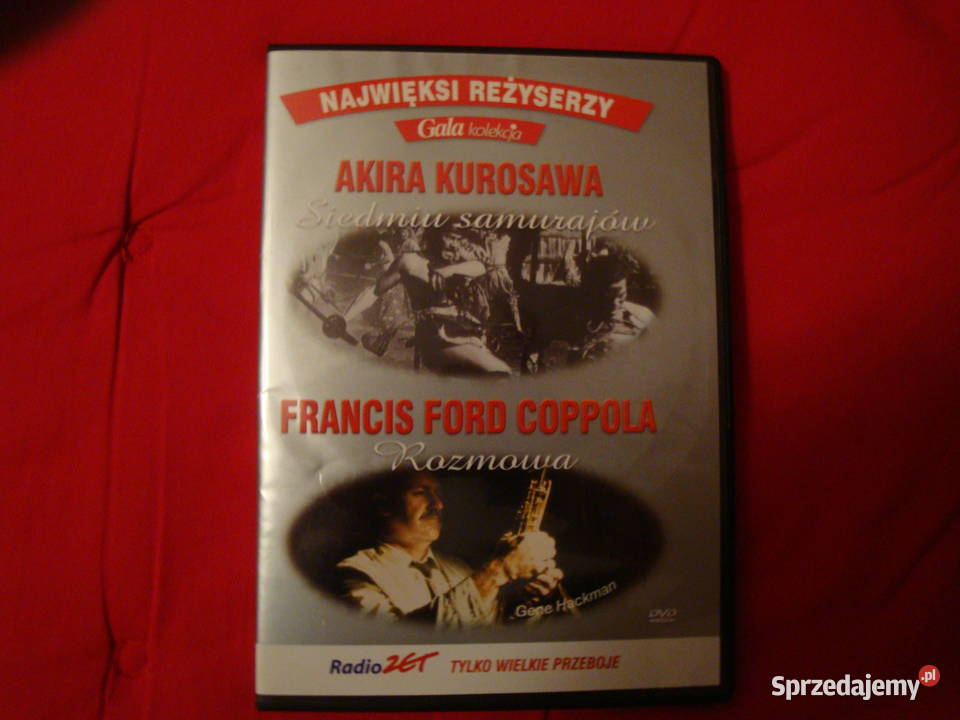 NAJWIĘKSI REŻYSERZY
Gala kolekcja
AKIRA KUROSAWA
Siedmiu samurajów
FRANCIS FORD COPPOLA
Rozmowa
Gene Hackman
DVD
Radio ZET TYLKO WIELKIE PRZEBOJE
Sprzedajemy.pl